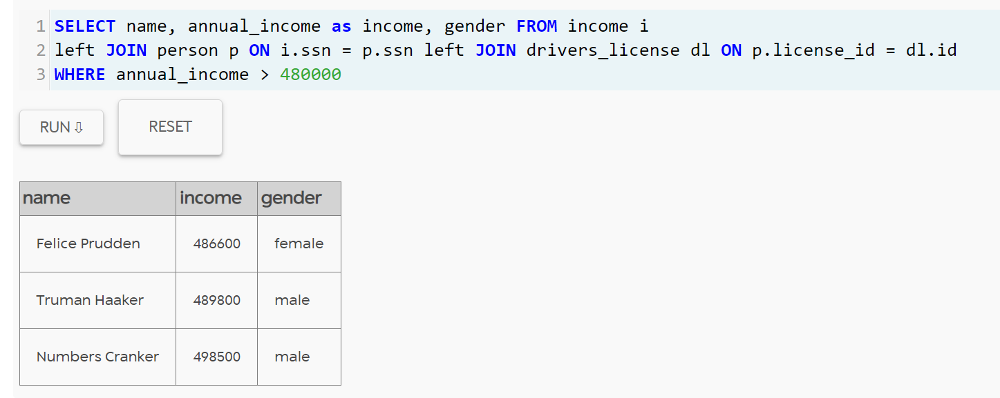 1 SELECT name, annual_income as income, gender FROM income i
2 left JOIN person p ON i.ssn = p.ssn left JOIN drivers_license dl ON p.license_id = dl.id
3 WHERE annual_income > 480000
RUN ⇩ RESET
name income gender
Felice Prudden 486600 female
Truman Haaker 489800 male
Numbers Cranker 498500 male